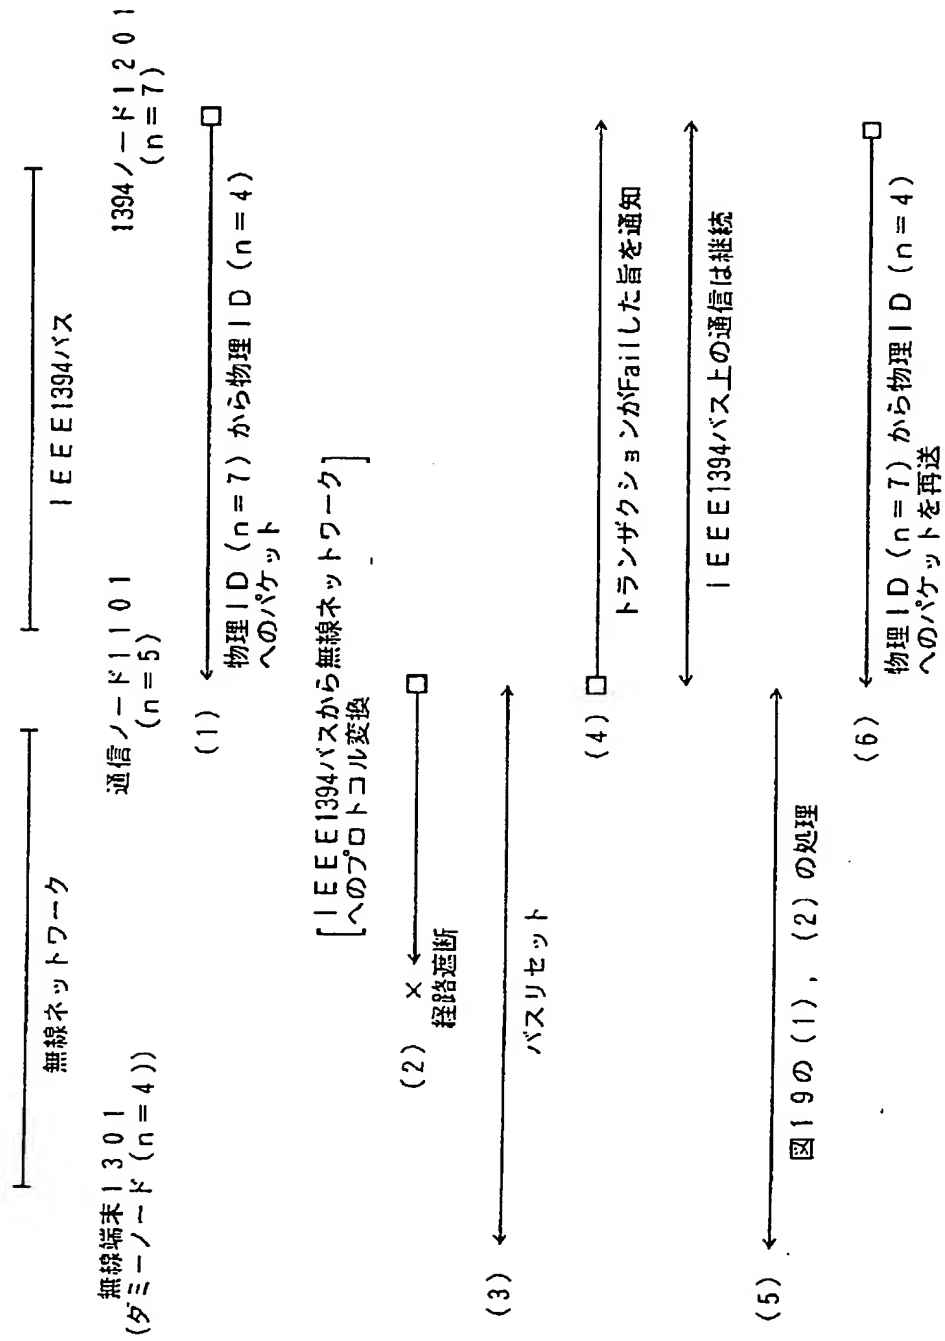 無線ネットワーク
IEEE1394バス
無線端末1301
(ダミーノード(n=4))
通信ノード1101
(n=5)
1394ノード1201
(n=7)
(1)
物理ID(n=7)から物理ID(n=4)
へのパケット
[IEEE1394バスから無線ネットワーク
へのプロトコル変換]
(2) ×
経路遮断
(3)
バスリセット
(4)
トランザクションがFailした旨を通知
IEEE1394バス上の通信は継続
(5)
図19の(1),(2)の処理
(6)
物理ID(n=7)から物理ID(n=4)
へのパケットを再送